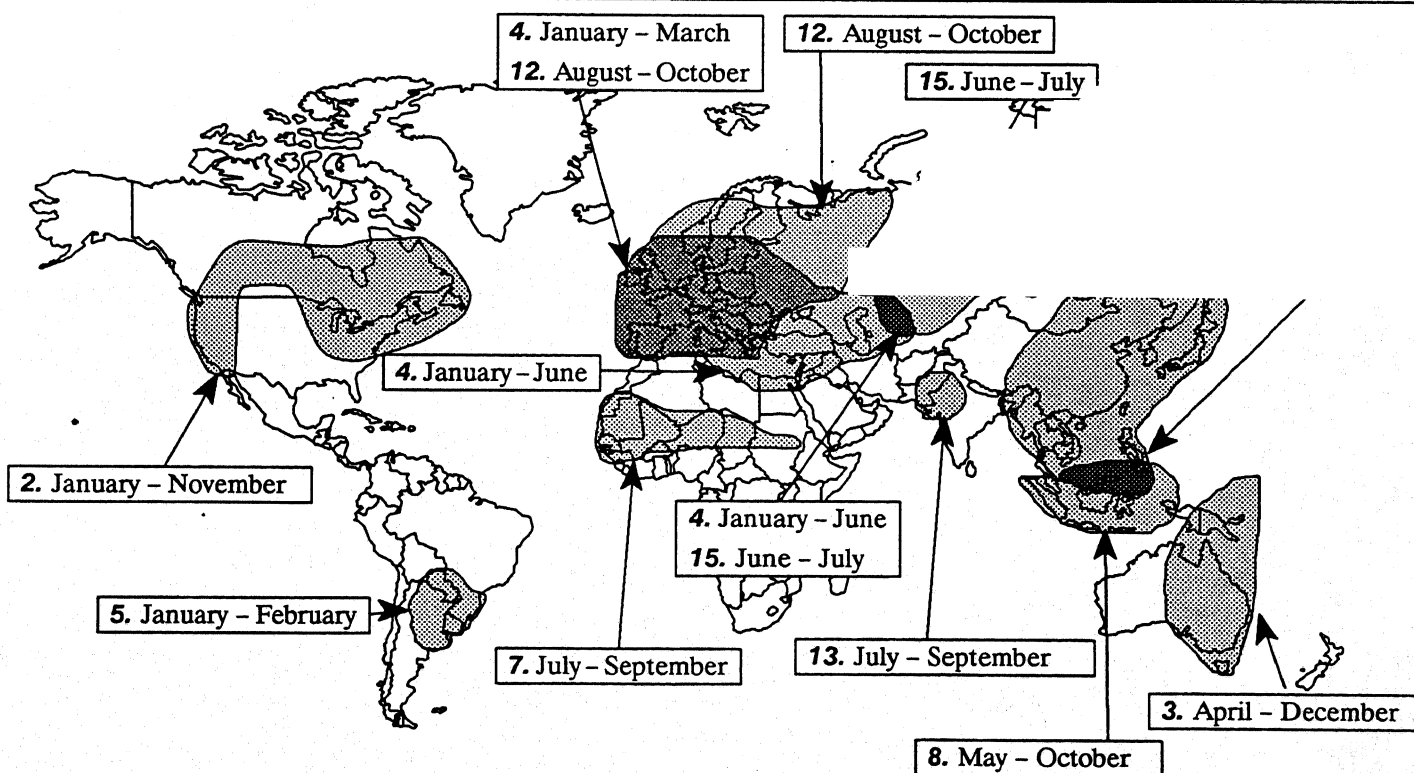 4. January – March
12. August – October
12. August – October
15. June – July
4. January – June
2. January – November
4. January – June
15. June – July
5. January – February
7. July – September
13. July – September
3. April – December
8. May – October